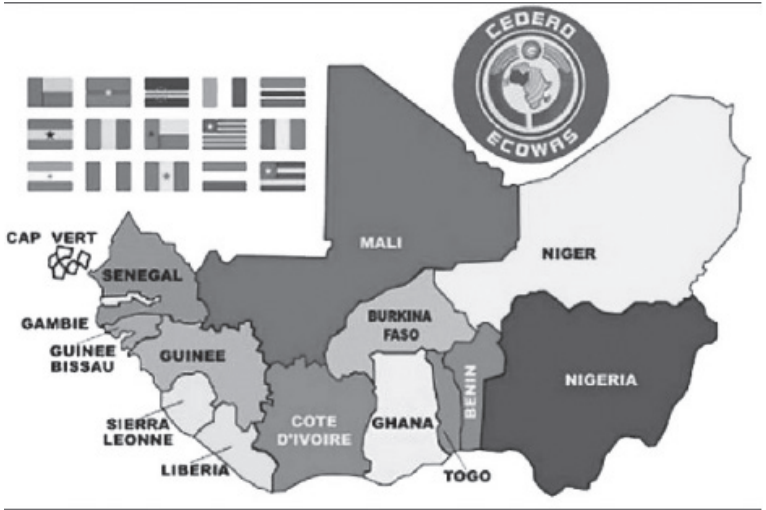 CEDEAO
ECOWAS
CAP VERT
MALI
NIGER
SENEGAL
GAMBIE
GUINEE
BISSAU
GUINEE
BURKINA
FASO
NIGERIA
BENIN
SIERRA
LEONNE
COTE
D'IVOIRE
GHANA
LIBERIA
TOGO